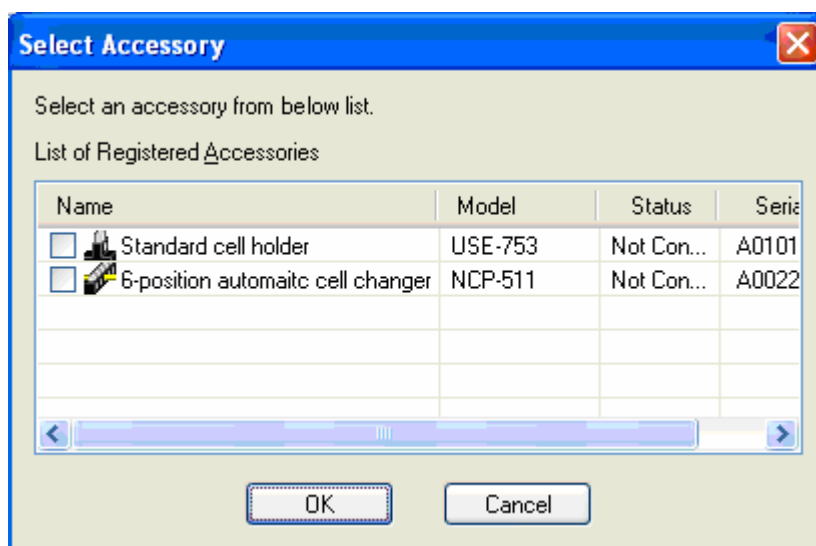 Select Accessory
Select an accessory from below list.
List of Registered Accessories
Name Model Status Seria
Standard cell holder USE-753 Not Con... A0101
6-position automaitc cell changer NCP-511 Not Con... A0022
OK Cancel